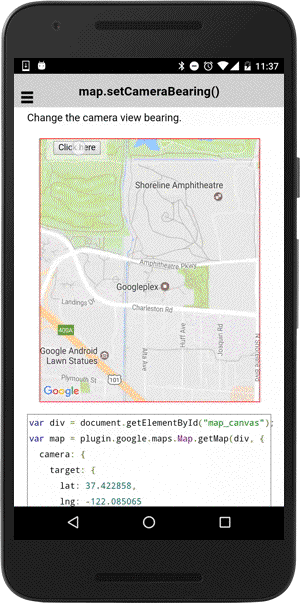 11:37
map.setCameraBearing()
Change the camera view bearing.
Click here
Shoreline Amphitheatre
Amphitheatre Pkwy
Googleplex
Landings Dr
Charleston Rd
Huff Ave
Joaquin Rd
N Shoreline Blvd
Alta Ave
Google Android
Lawn Statues
Plymouth St
101
Google
var div = document.getElementById("map_canvas");
var map = plugin.google.maps.Map.getMap(div, {
camera: {
target: {
lat: 37.422858,
lng: -122.085065